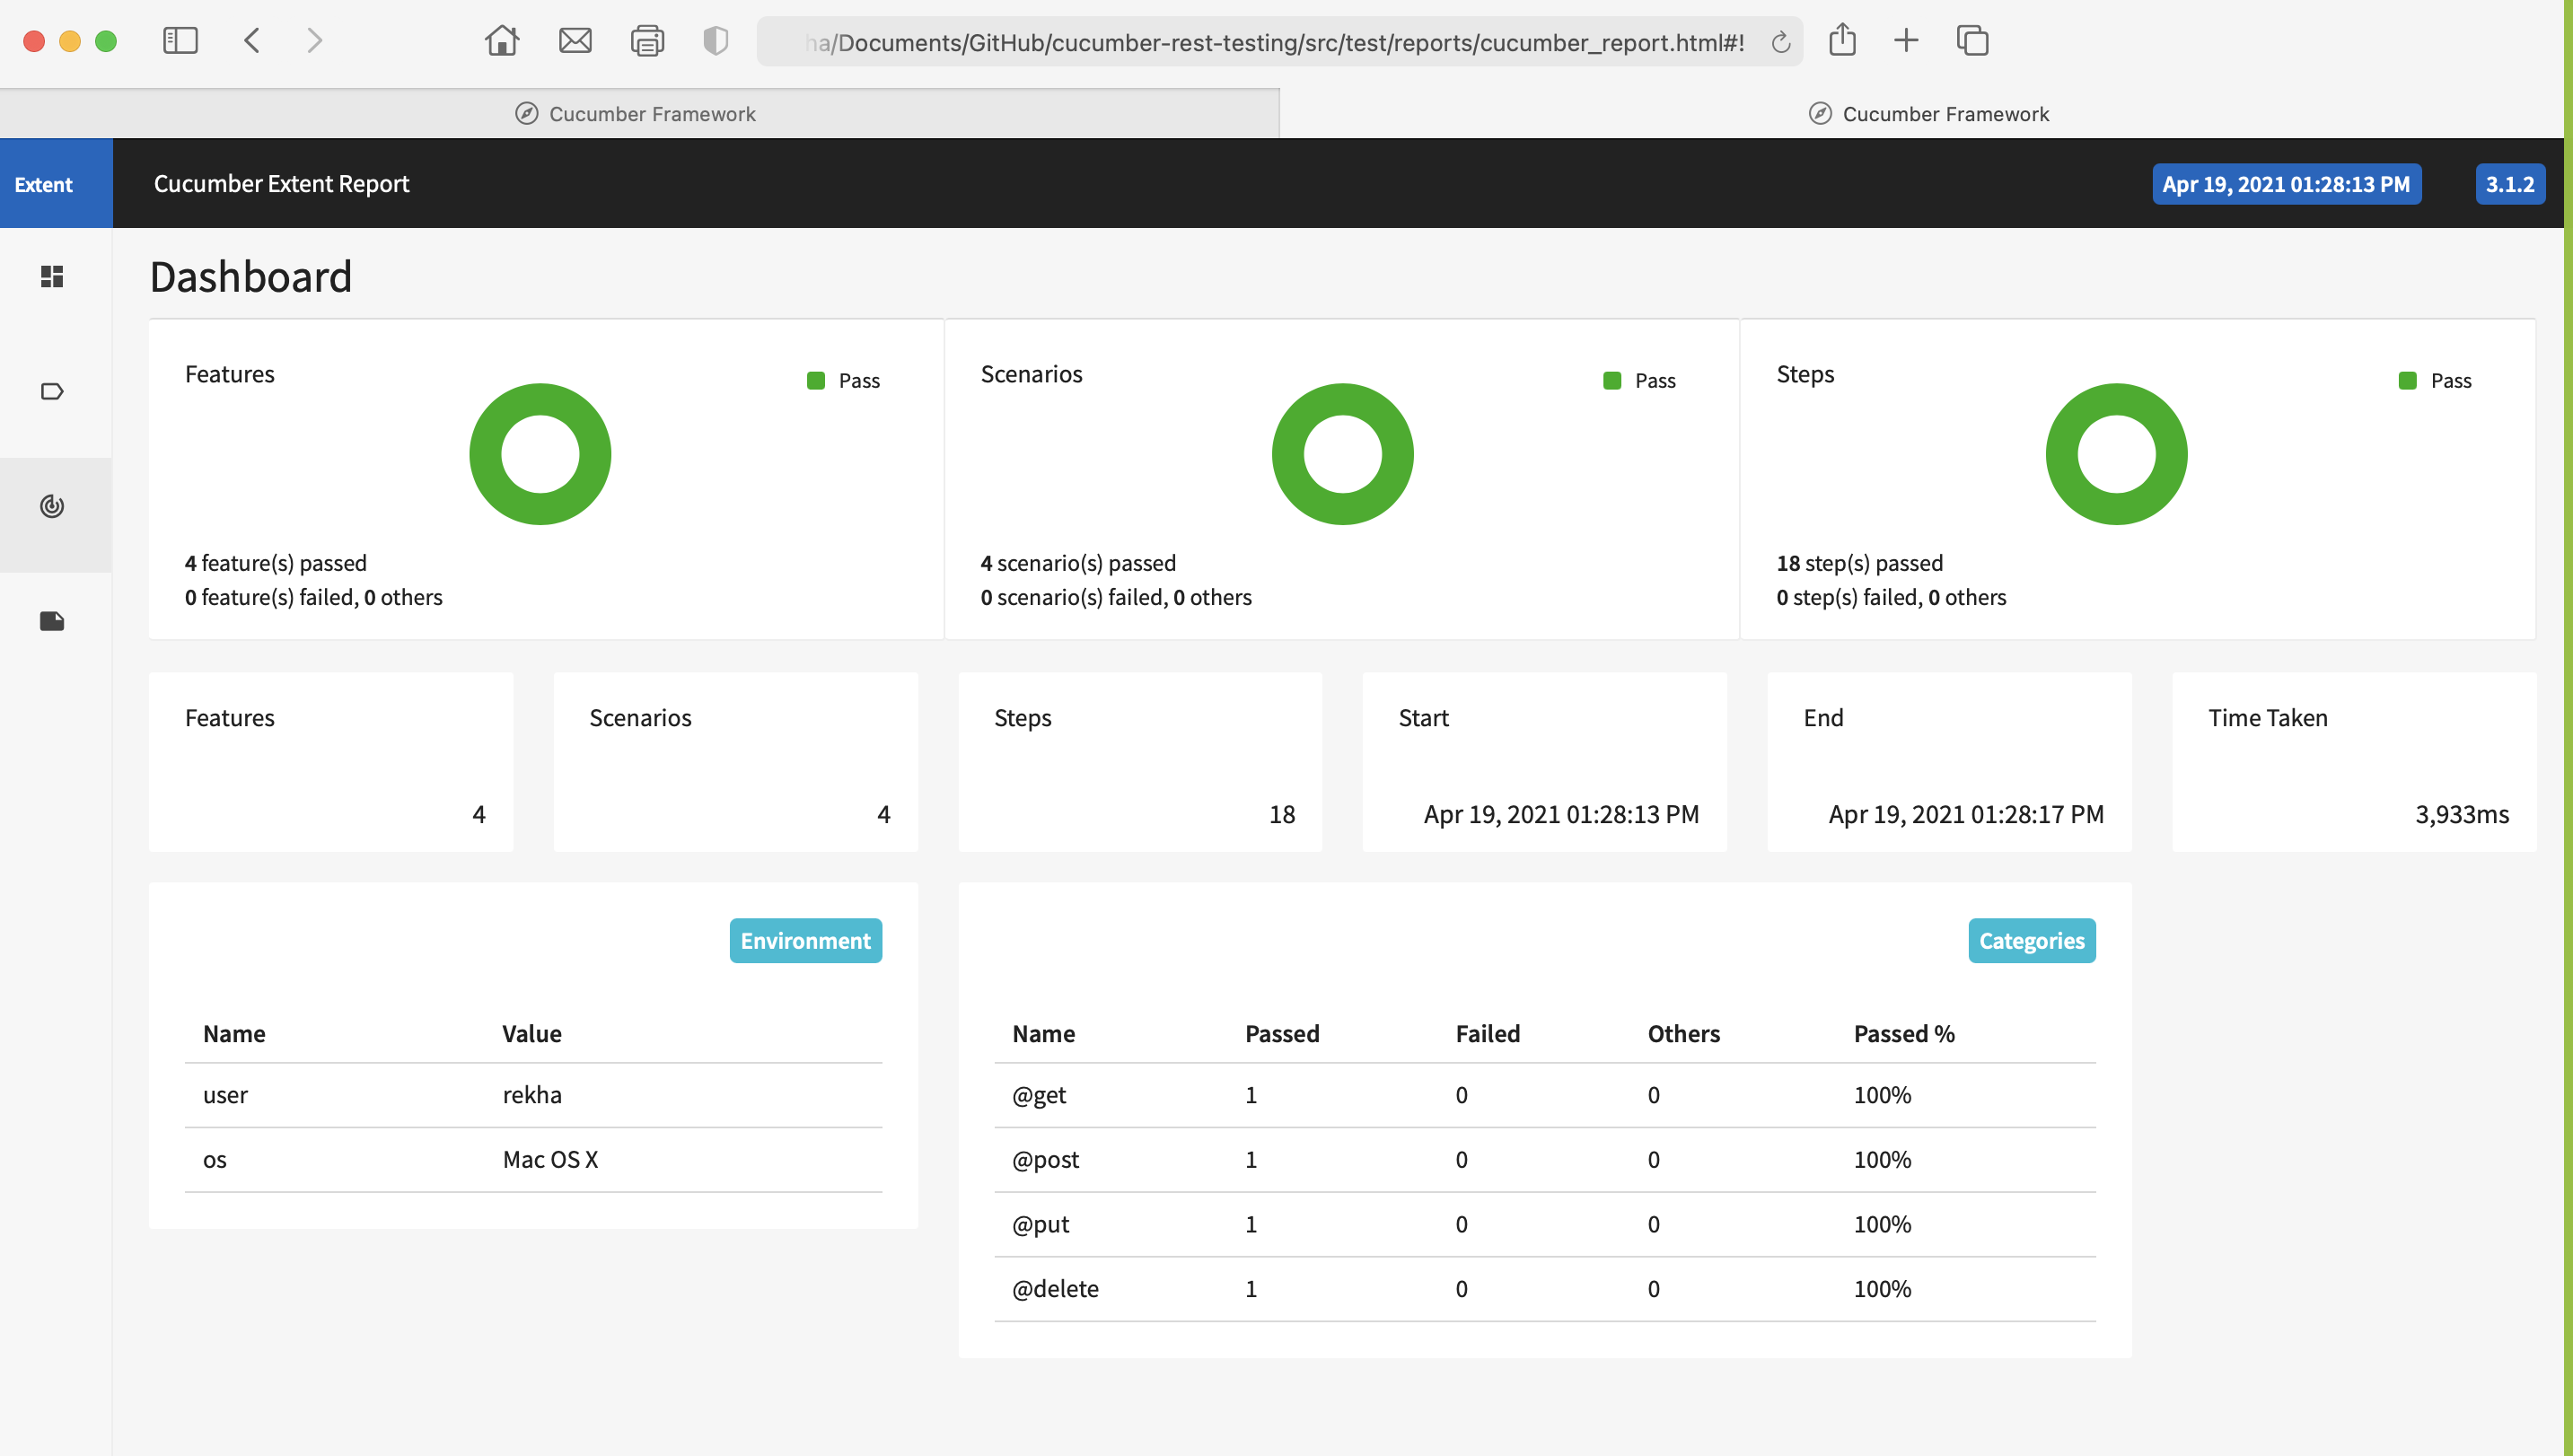 ha/Documents/GitHub/cucumber-rest-testing/src/test/reports/cucumber_report.html#!
Cucumber Framework
Cucumber Framework
Extent
Cucumber Extent Report
Apr 19, 2021 01:28:13 PM
3.1.2
Dashboard
Features
Pass
4 feature(s) passed
0 feature(s) failed, 0 others
Scenarios
Pass
4 scenario(s) passed
0 scenario(s) failed, 0 others
Steps
Pass
18 step(s) passed
0 step(s) failed, 0 others
Features
4
Scenarios
4
Steps
18
Start
Apr 19, 2021 01:28:13 PM
End
Apr 19, 2021 01:28:17 PM
Time Taken
3,933ms
Environment
Name Value
user rekha
os Mac OS X
Categories
Name Passed Failed Others Passed %
@get 1 0 0 100%
@post 1 0 0 100%
@put 1 0 0 100%
@delete 1 0 0 100%